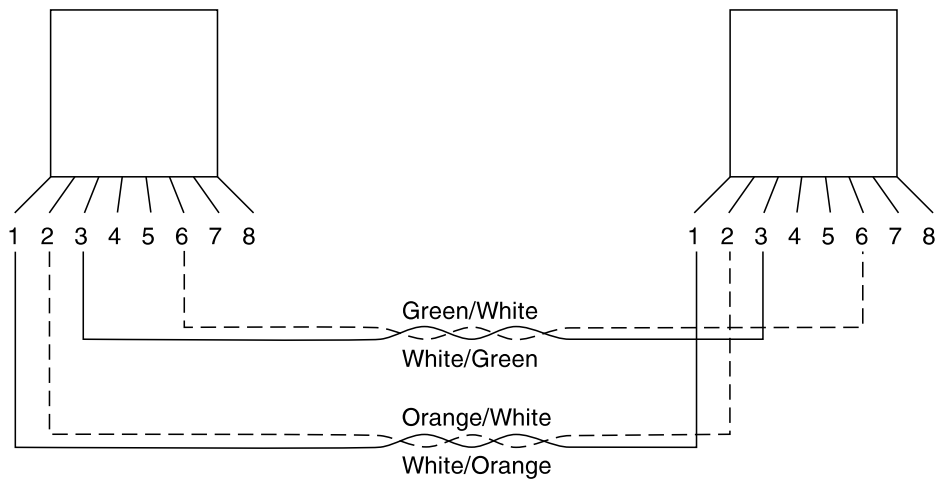 1 2 3 4 5 6 7 8 1 2 3 4 5 6 7 8
Green/White
White/Green
Orange/White
White/Orange